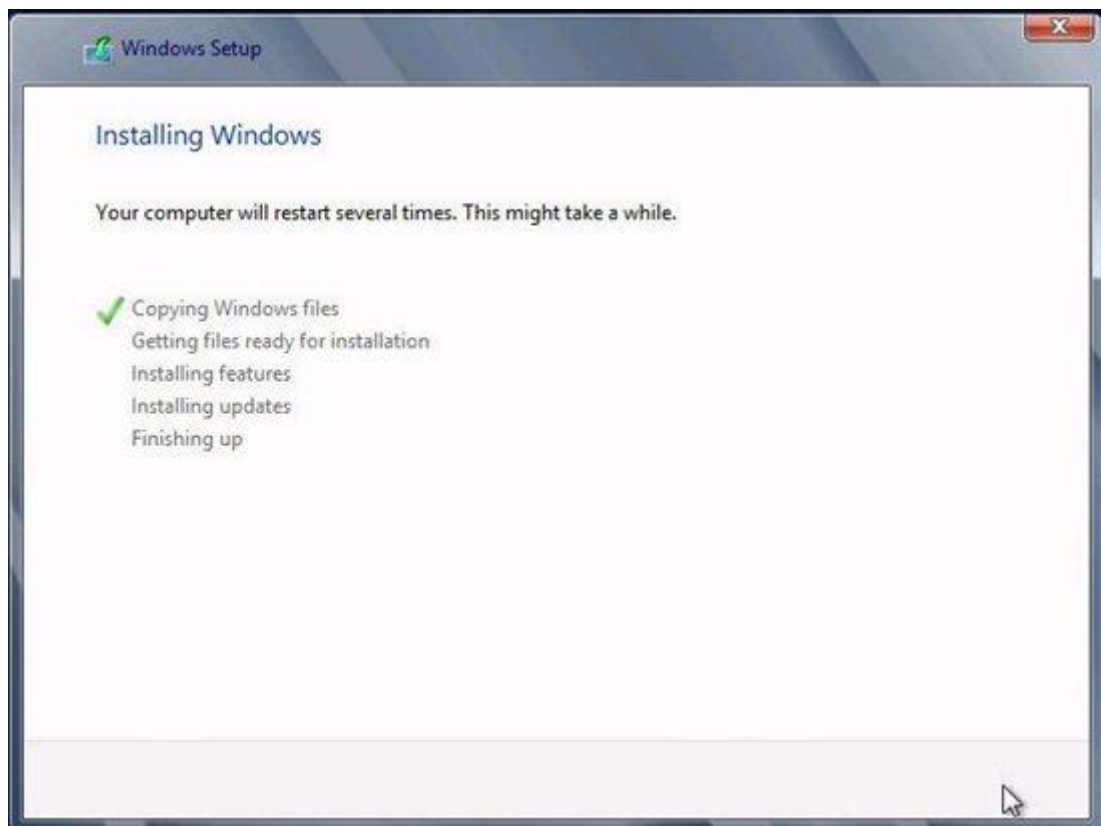 Windows Setup
Installing Windows
Your computer will restart several times. This might take a while.
Copying Windows files
Getting files ready for installation
Installing features
Installing updates
Finishing up